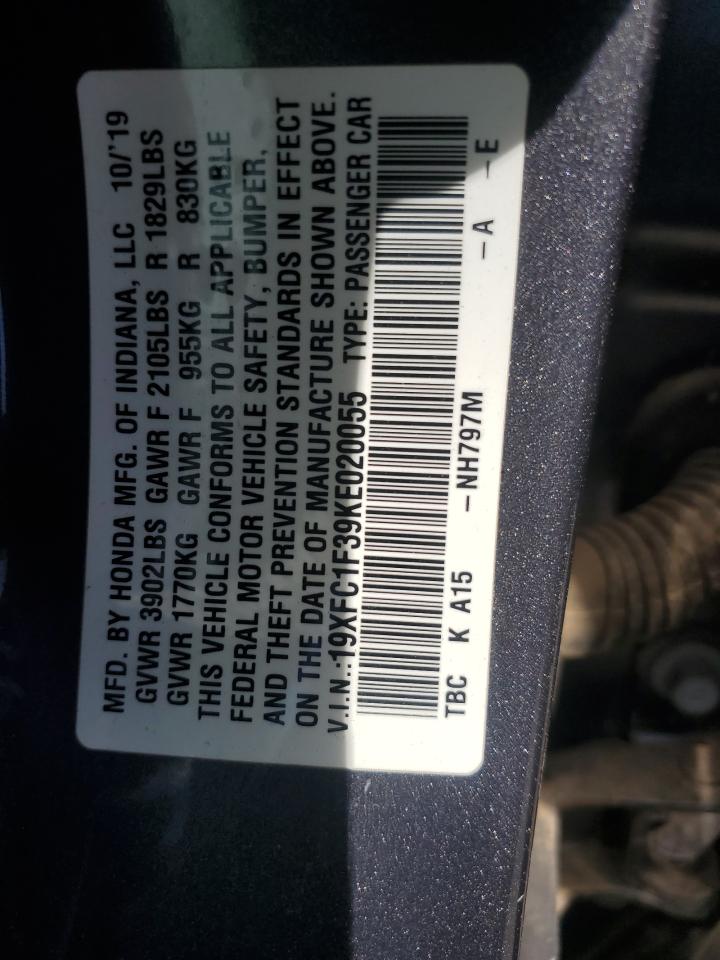 MFD. BY HONDA MFG. OF INDIANA, LLC 10/'19
GVWR 3902LBS GAWR F 2105LBS R 1829LBS
GVWR 1770KG GAWR F 955KG R 830KG
THIS VEHICLE CONFORMS TO ALL APPLICABLE
FEDERAL MOTOR VEHICLE SAFETY, BUMPER,
AND THEFT PREVENTION STANDARDS IN EFFECT
ON THE DATE OF MANUFACTURE SHOWN ABOVE.
V.I.N.:19XFC1F39KE020055 TYPE: PASSENGER CAR
TBC K A15 -NH797M -A -E